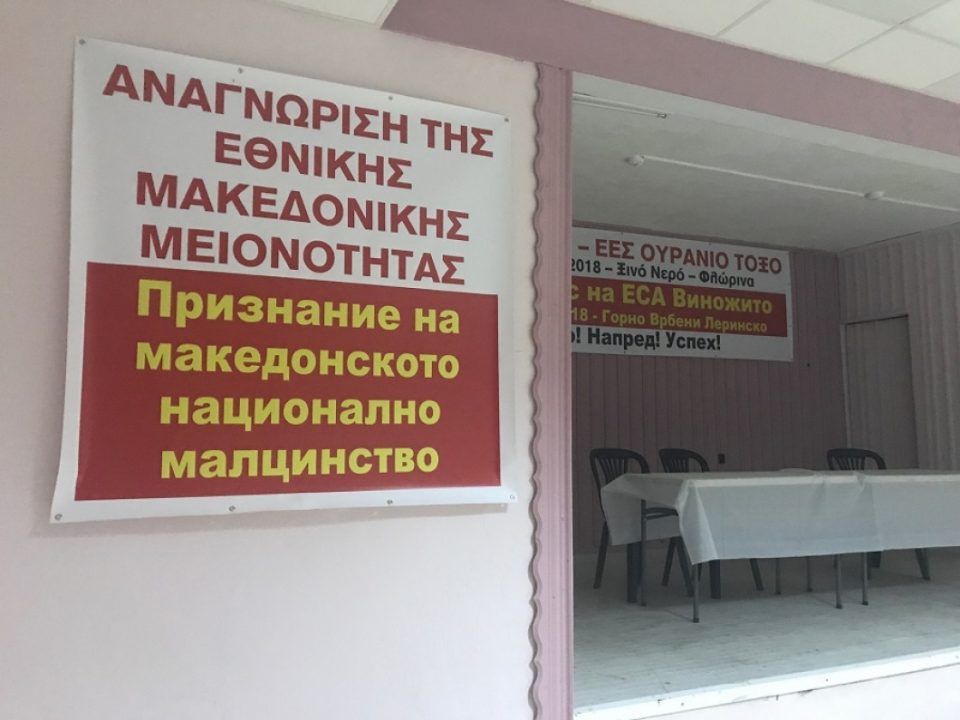 ΑΝΑΓΝΩΡΙΣΗ ΤΗΣ
ΕΘΝΙΚΗΣ
ΜΑΚΕΔΟΝΙΚΗΣ
ΜΕΙΟΝΟΤΗΤΑΣ
Признание на
македонското
национално
малцинство
– ΕΕΣ ΟΥΡΑΝΙΟ ΤΟΞΟ
2018 – Ξινό Νερό – Φλώρινα
на ЕСА Виножито
18 - Горно Врбени Леринско
! Напред! Успех!